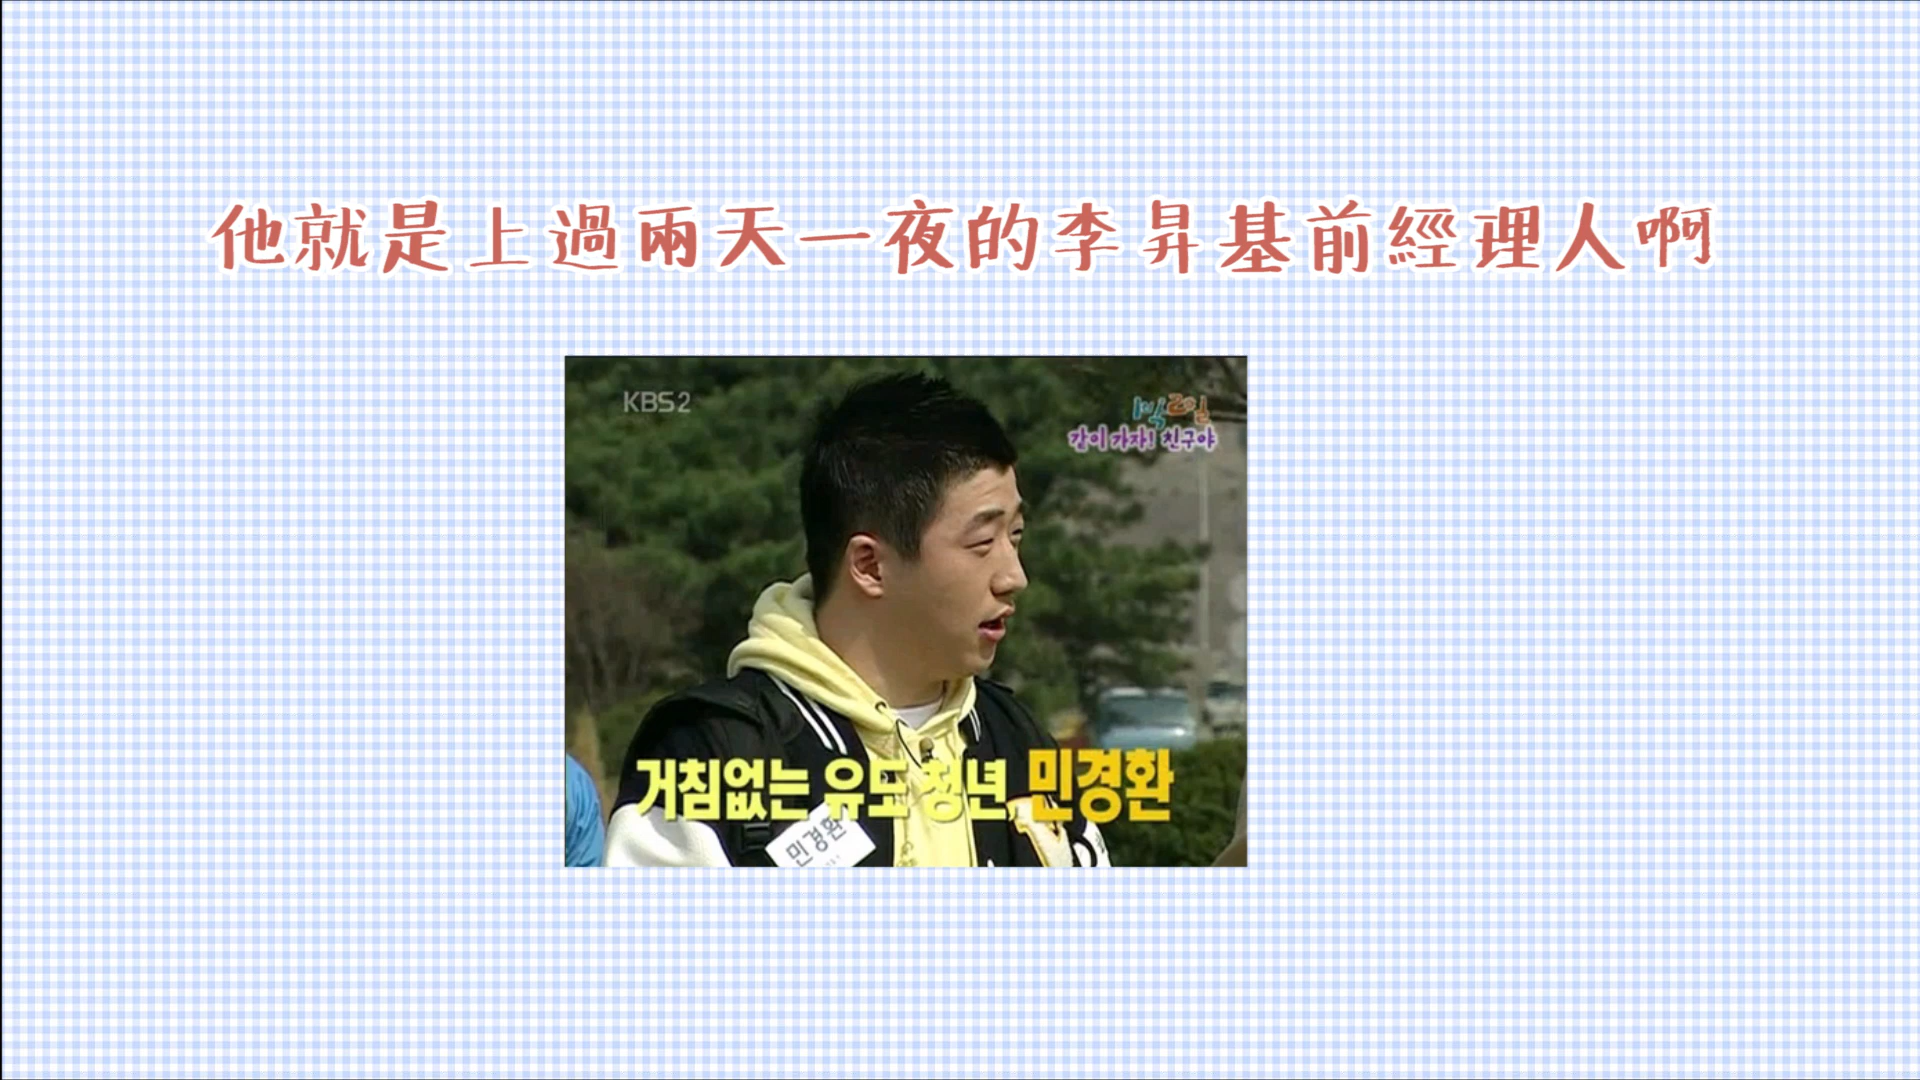 他就是上過兩天一夜的李昇基前經理人啊
KBS2
1박2일
같이 가자! 친구야
거침없는 유도 청년 민경환
민경환